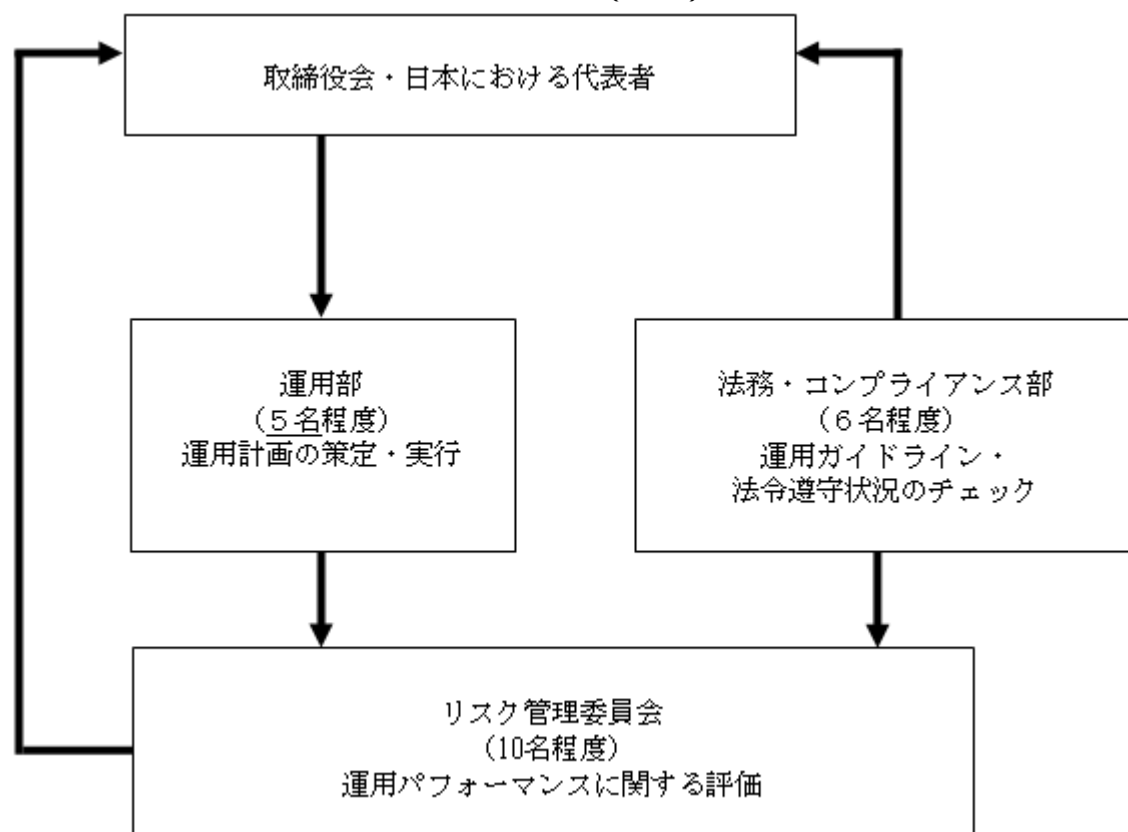 取締役会・日本における代表者
運用部
（５名程度）
運用計画の策定・実行
法務・コンプライアンス部
（６名程度）
運用ガイドライン・
法令遵守状況のチェック
リスク管理委員会
（10名程度）
運用パフォーマンスに関する評価